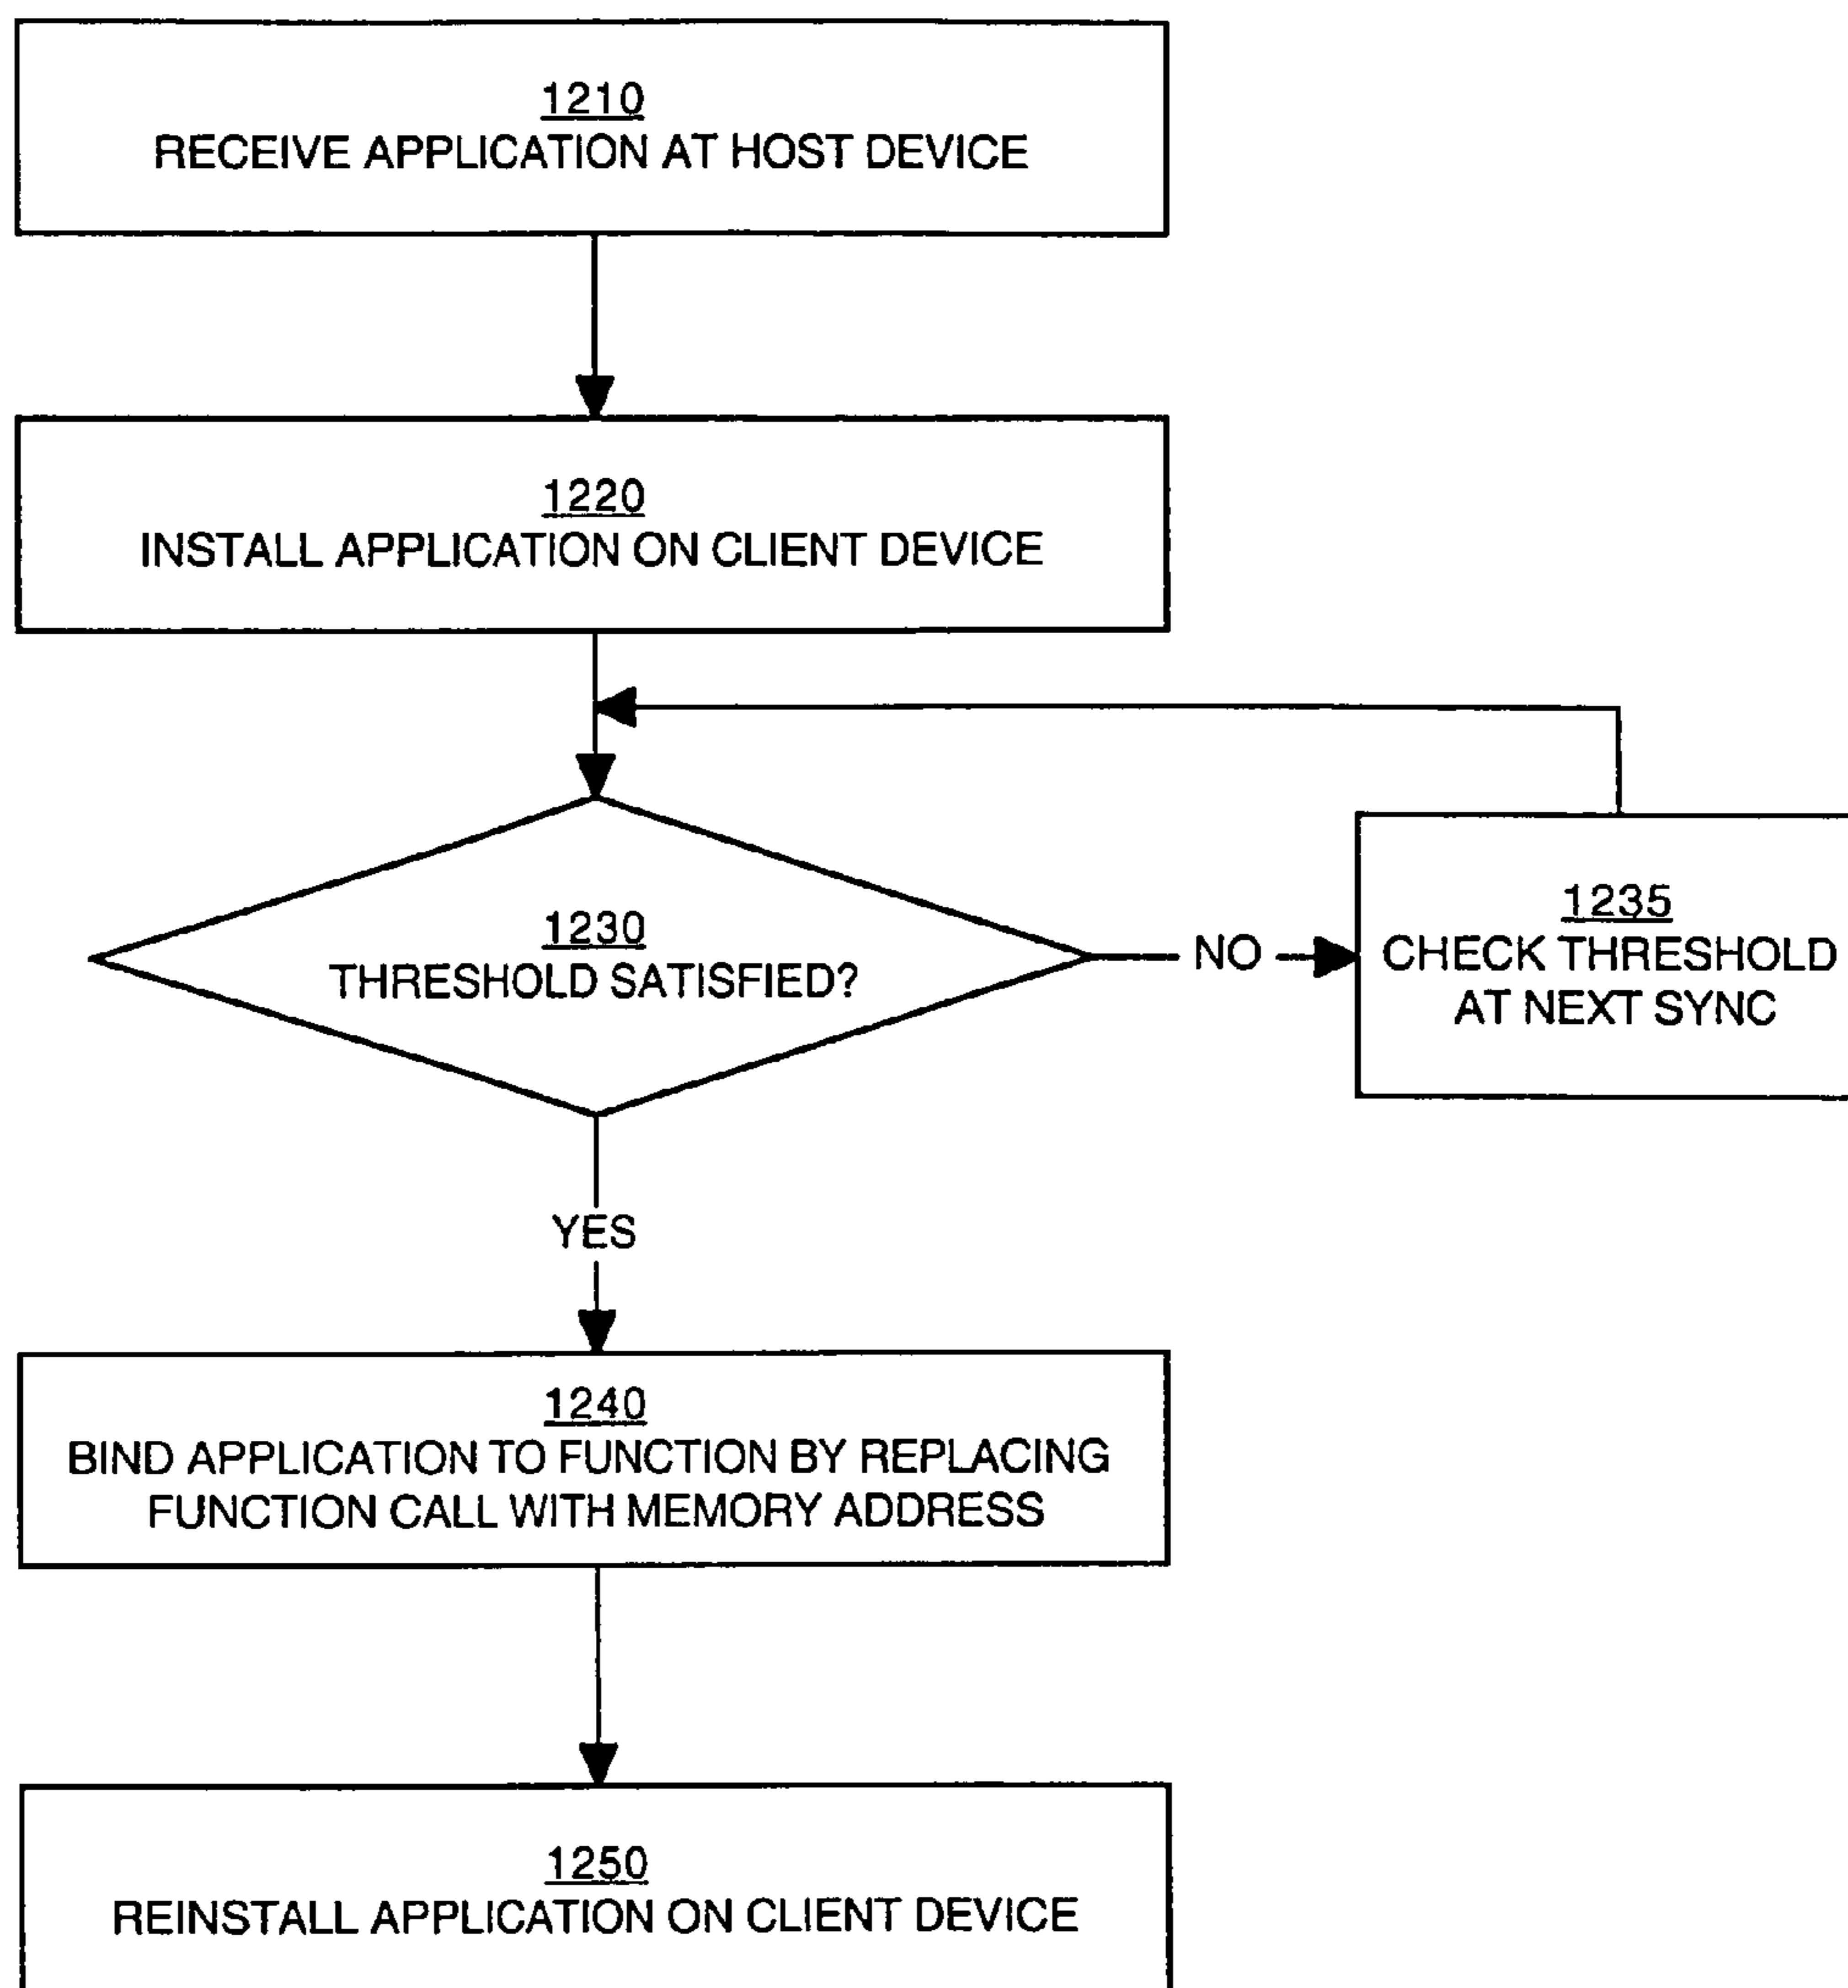 1210
RECEIVE APPLICATION AT HOST DEVICE
1220
INSTALL APPLICATION ON CLIENT DEVICE
1230
THRESHOLD SATISFIED?
NO
1235
CHECK THRESHOLD
AT NEXT SYNC
YES
1240
BIND APPLICATION TO FUNCTION BY REPLACING
FUNCTION CALL WITH MEMORY ADDRESS
1250
REINSTALL APPLICATION ON CLIENT DEVICE